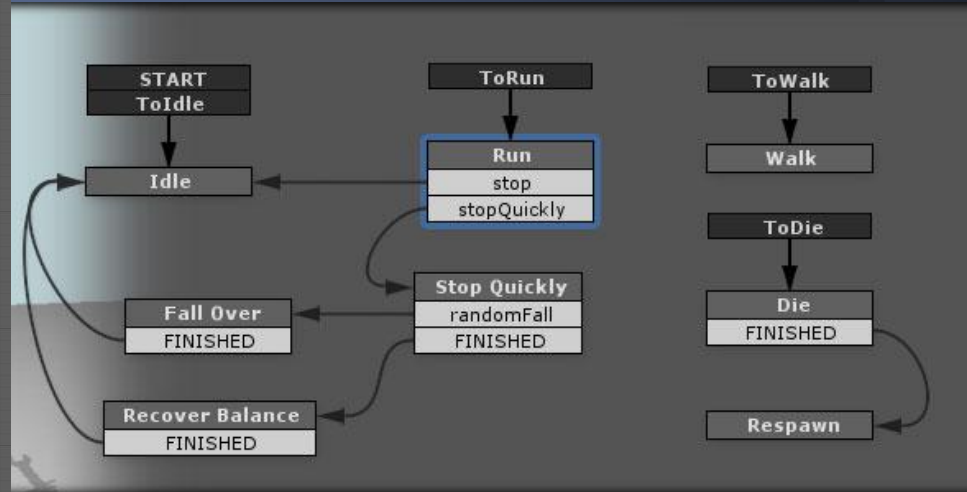 START
ToIdle
Idle
ToRun
Run
stop
stopQuickly
Stop Quickly
randomFall
FINISHED
Fall Over
FINISHED
Recover Balance
FINISHED
ToWalk
Walk
ToDie
Die
FINISHED
Respawn